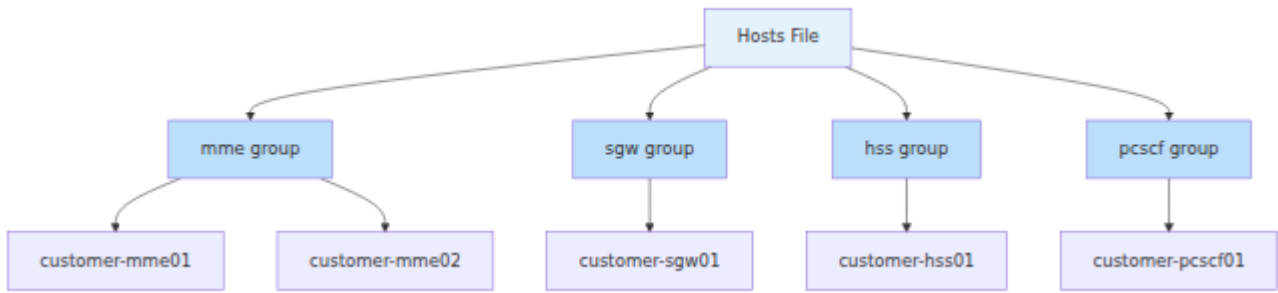 Hosts File
mme group
sgw group
hss group
pcscf group
customer-mme01
customer-mme02
customer-sgw01
customer-hss01
customer-pcscf01